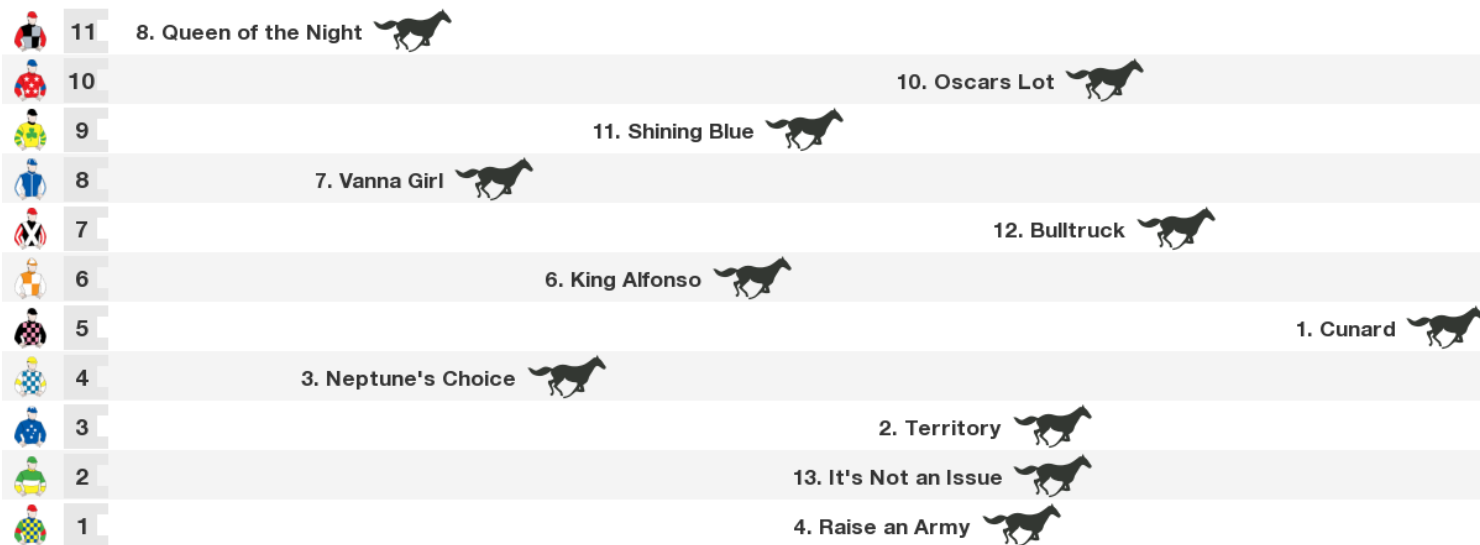 11 8. Queen of the Night
10 10. Oscars Lot
9 11. Shining Blue
8 7. Vanna Girl
7 12. Bulltruck
6 6. King Alfonso
5 1. Cunard
4 3. Neptune's Choice
3 2. Territory
2 13. It's Not an Issue
1 4. Raise an Army